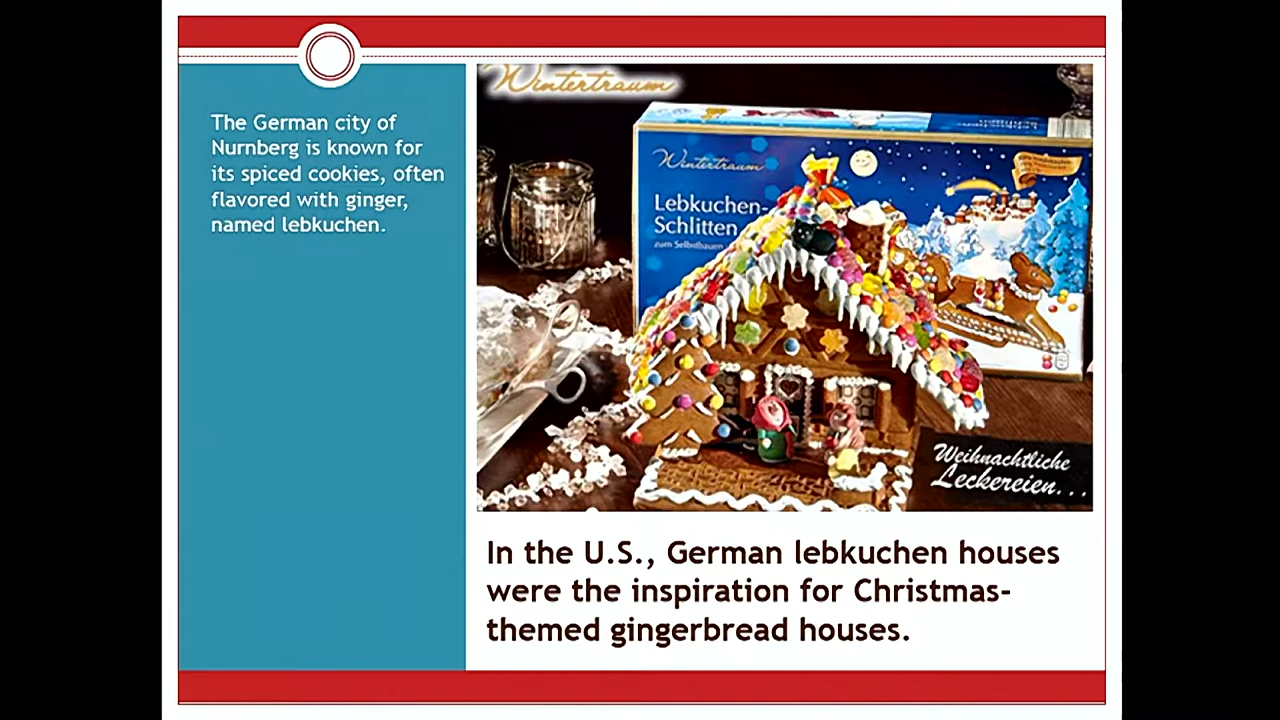 The German city of
Nurnberg is known for
its spiced cookies, often
flavored with ginger,
named lebkuchen.
Wintertraum
Wintertraum
Lebkuchen-
Schlitten
zum Selbstbauen
Weihnachtliche
Leckereien...
In the U.S., German lebkuchen houses
were the inspiration for Christmas-
themed gingerbread houses.